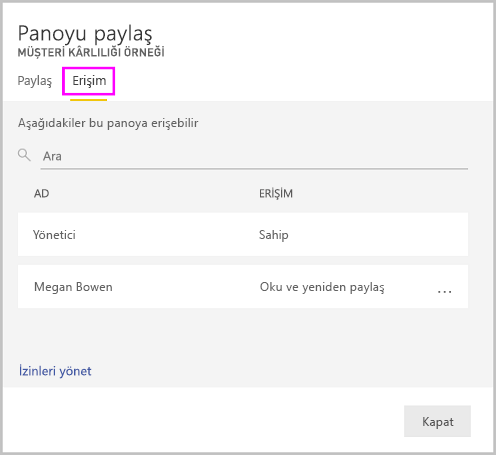 Panoyu paylaş
MÜŞTERİ KÂRLILIĞI ÖRNEĞİ
Paylaş Erişim
Aşağıdakiler bu panoya erişebilir
Ara
AD ERİŞİM
Yönetici Sahip
Megan Bowen Oku ve yeniden paylaş ...
İzinleri yönet
Kapat